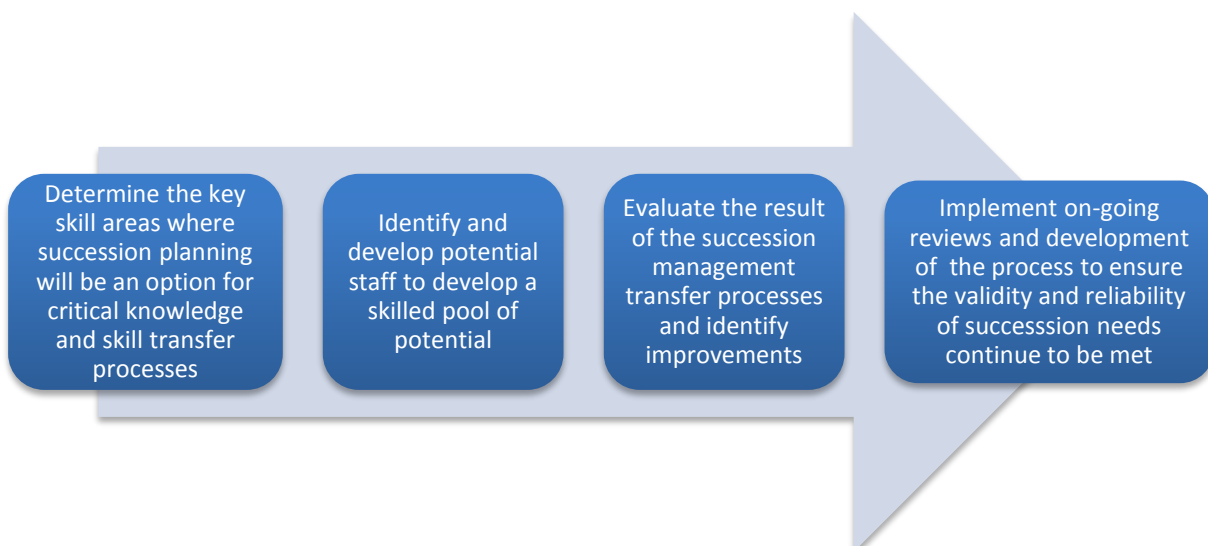 Determine the key
skill areas where
succession planning
will be an option for
critical knowledge
and skill transfer
processes
Identify and
develop potential
staff to develop a
skilled pool of
potential
Evaluate the result
of the succession
management
transfer processes
and identify
improvements
Implement on-going
reviews and development
of the process to ensure
the validity and reliability
of successsion needs
continue to be met